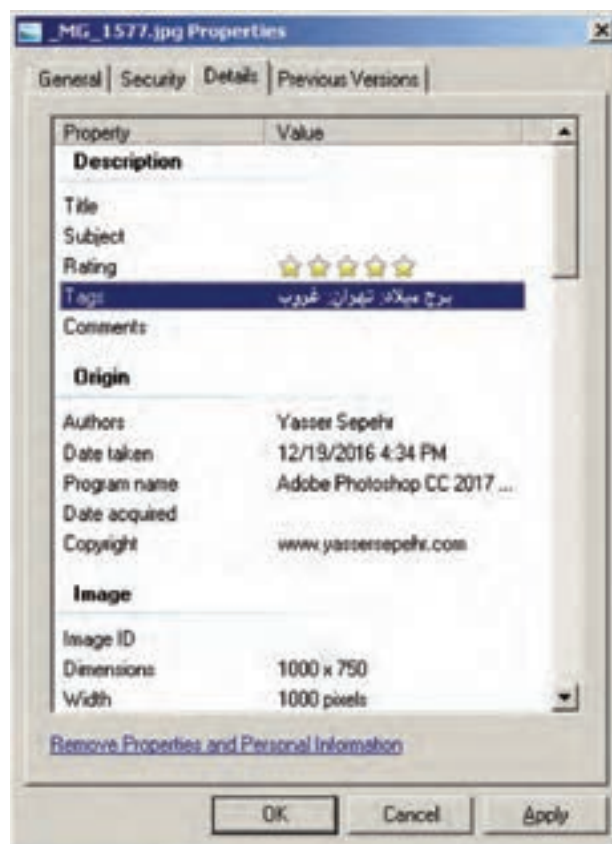 _MG_1577.jpg Properties
General Security Details Previous Versions
Property Value
Description
Title
Subject
Rating
Tags برج میلاد; تهران; غروب
Comments
Origin
Authors Yasser Sepehr
Date taken 12/19/2016 4:34 PM
Program name Adobe Photoshop CC 2017 ...
Date acquired
Copyright www.yassersepehr.com
Image
Image ID
Dimensions 1000 x 750
Width 1000 pixels
Remove Properties and Personal Information
OK Cancel Apply